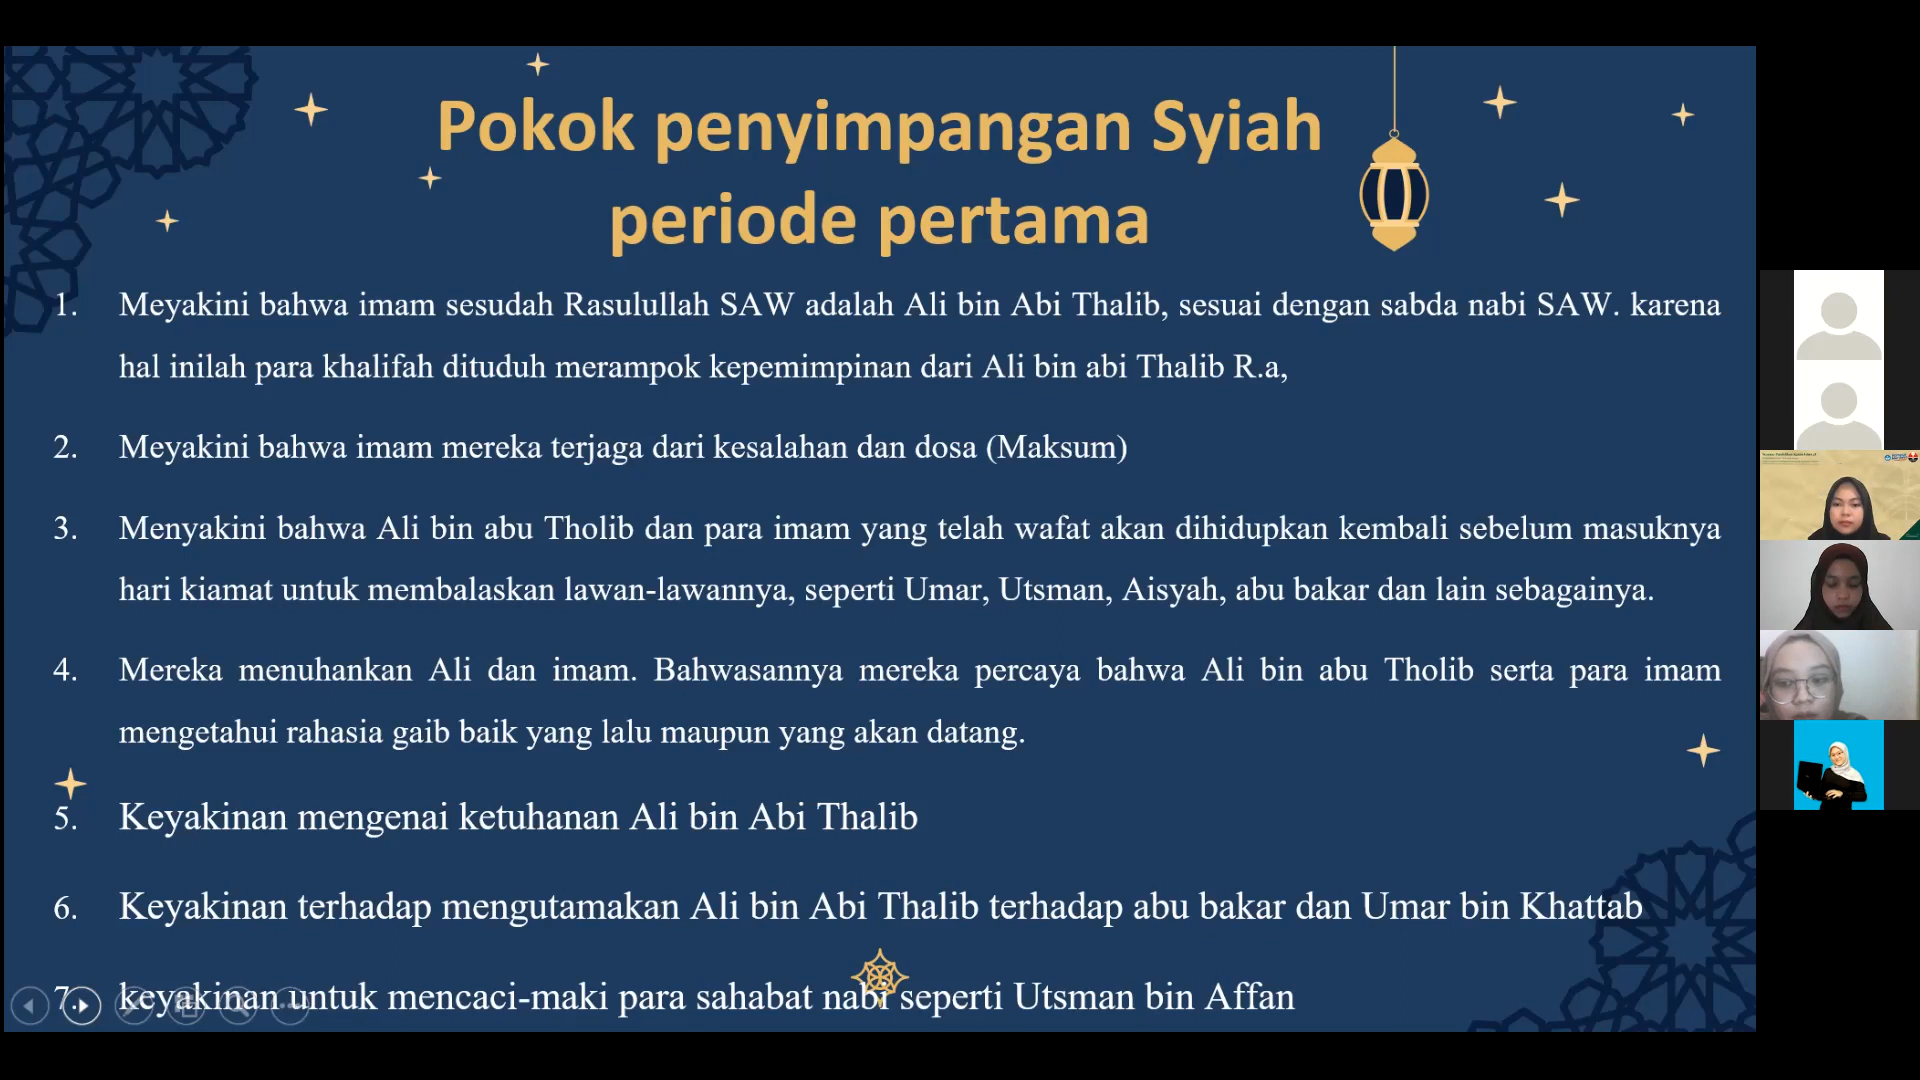 Pokok penyimpangan Syiah
periode pertama
1. Meyakini bahwa imam sesudah Rasulullah SAW adalah Ali bin Abi Thalib, sesuai dengan sabda nabi SAW. karena
hal inilah para khalifah dituduh merampok kepemimpinan dari Ali bin abi Thalib R.a,
2. Meyakini bahwa imam mereka terjaga dari kesalahan dan dosa (Maksum)
3. Menyakini bahwa Ali bin abu Tholib dan para imam yang telah wafat akan dihidupkan kembali sebelum masuknya
hari kiamat untuk membalaskan lawan-lawannya, seperti Umar, Utsman, Aisyah, abu bakar dan lain sebagainya.
4. Mereka menuhankan Ali dan imam. Bahwasannya mereka percaya bahwa Ali bin abu Tholib serta para imam
mengetahui rahasia gaib baik yang lalu maupun yang akan datang.
5. Keyakinan mengenai ketuhanan Ali bin Abi Thalib
6. Keyakinan terhadap mengutamakan Ali bin Abi Thalib terhadap abu bakar dan Umar bin Khattab
7. keyakinan untuk mencaci-maki para sahabat nabi seperti Utsman bin Affan